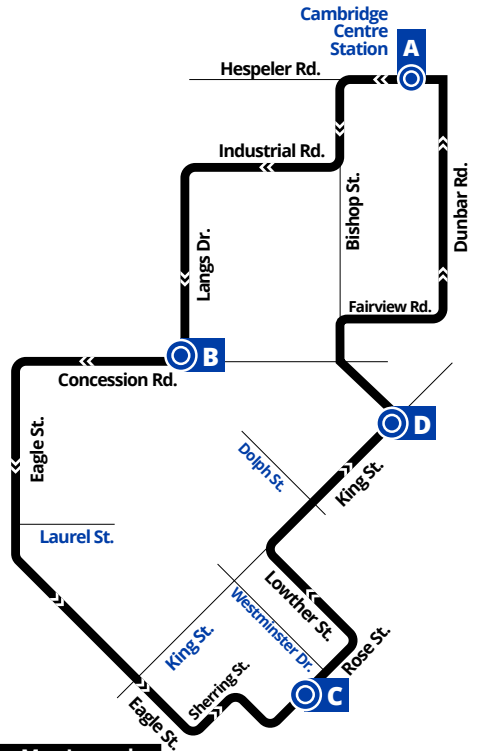 Cambridge
Centre
Station
A
Hespeler Rd.
Industrial Rd.
Bishop St.
Dunbar Rd.
Langs Dr.
Fairview Rd.
B
Concession Rd.
D
Eagle St.
Dolph St.
King St.
Laurel St.
Lowther St.
Westminster Dr.
King St.
Rose St.
Sherring St.
C
Eagle St.